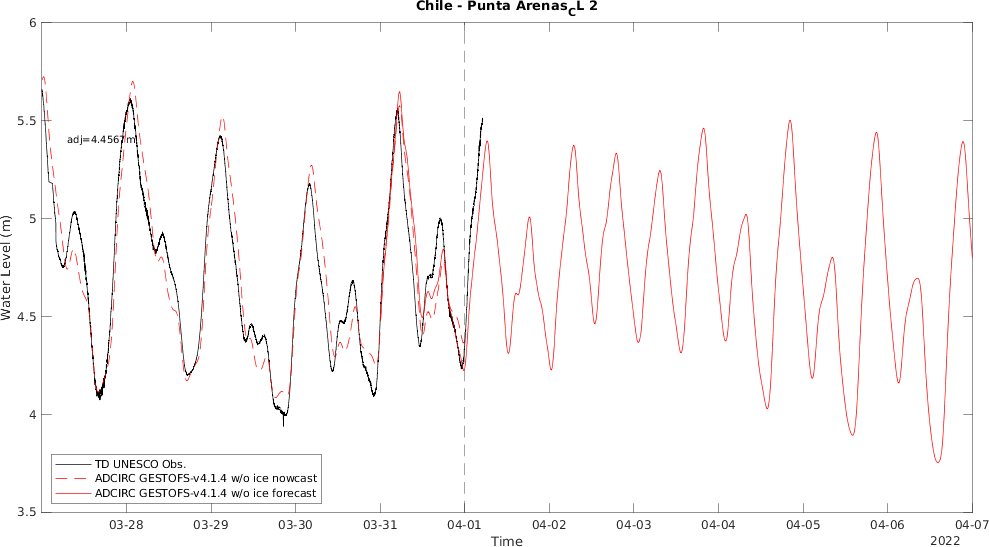 Chile - Punta Arenas_CL 2
6
5.5
5
4.5
4
3.5
Water Level (m)
adj=4.4567m
TD UNESCO Obs.
ADCIRC GESTOFS-v4.1.4 w/o ice nowcast
ADCIRC GESTOFS-v4.1.4 w/o ice forecast
03-28 03-29 03-30 03-31 04-01 04-02 04-03 04-04 04-05 04-06 04-07
Time
2022